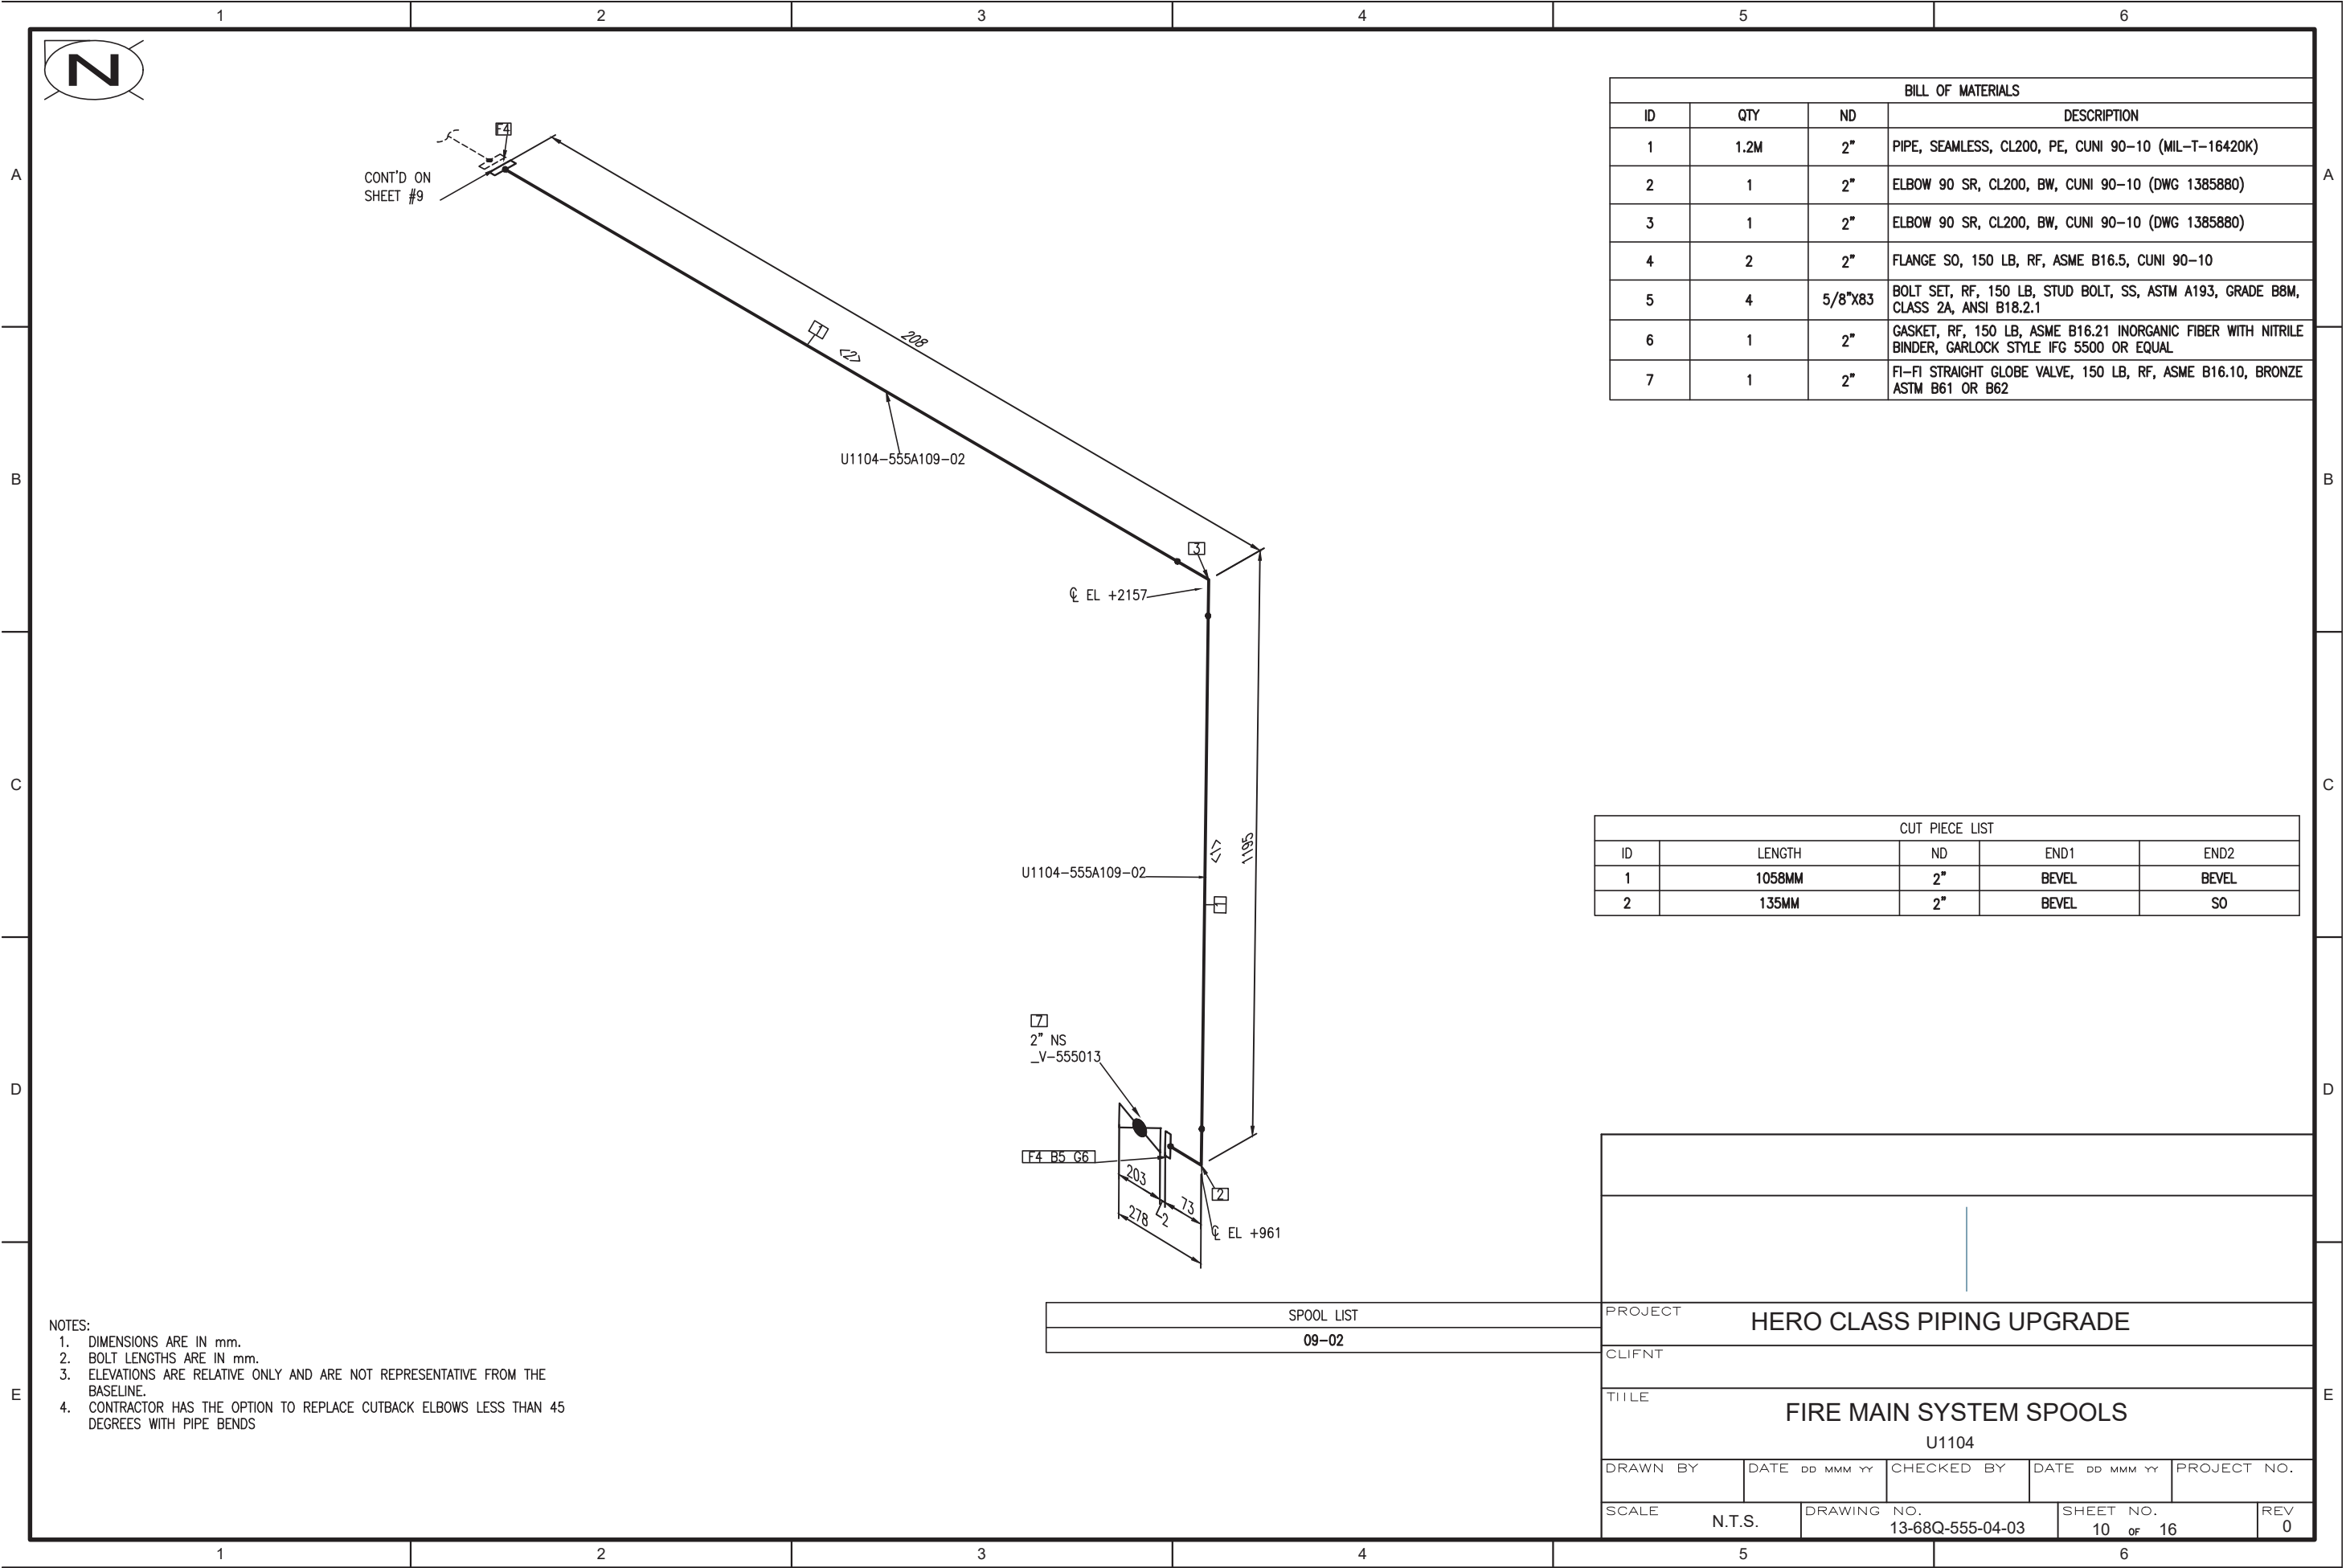 1 2 3 4 5 6
A
B
C
D
E
A
B
C
D
E
N
F4
CONT'D ON
SHEET #9
1
<2>
208
U1104-555A109-02
3
℄ EL +2157
<1>
1195
U1104-555A109-02
1
7
2" NS
_V-555013
F4 B5 G6
203
2
73
278
2
℄ EL +961
BILL OF MATERIALS
ID QTY ND DESCRIPTION
1 1.2M 2" PIPE, SEAMLESS, CL200, PE, CUNI 90-10 (MIL-T-16420K)
2 1 2" ELBOW 90 SR, CL200, BW, CUNI 90-10 (DWG 1385880)
3 1 2" ELBOW 90 SR, CL200, BW, CUNI 90-10 (DWG 1385880)
4 2 2" FLANGE SO, 150 LB, RF, ASME B16.5, CUNI 90-10
5 4 5/8"X83 BOLT SET, RF, 150 LB, STUD BOLT, SS, ASTM A193, GRADE B8M,
CLASS 2A, ANSI B18.2.1
6 1 2" GASKET, RF, 150 LB, ASME B16.21 INORGANIC FIBER WITH NITRILE
BINDER, GARLOCK STYLE IFG 5500 OR EQUAL
7 1 2" FI-FI STRAIGHT GLOBE VALVE, 150 LB, RF, ASME B16.10, BRONZE
ASTM B61 OR B62
CUT PIECE LIST
ID LENGTH ND END1 END2
1 1058MM 2" BEVEL BEVEL
2 135MM 2" BEVEL SO
SPOOL LIST
09-02
NOTES:
1. DIMENSIONS ARE IN mm.
2. BOLT LENGTHS ARE IN mm.
3. ELEVATIONS ARE RELATIVE ONLY AND ARE NOT REPRESENTATIVE FROM THE
BASELINE.
4. CONTRACTOR HAS THE OPTION TO REPLACE CUTBACK ELBOWS LESS THAN 45
DEGREES WITH PIPE BENDS
PROJECT
HERO CLASS PIPING UPGRADE
CLIENT
TITLE
FIRE MAIN SYSTEM SPOOLS
U1104
DRAWN BY DATE DD MMM YY CHECKED BY DATE DD MMM YY PROJECT NO.
SCALE N.T.S. DRAWING NO. 13-68Q-555-04-03 SHEET NO. 10 OF 16 REV 0
1 2 3 4 5 6